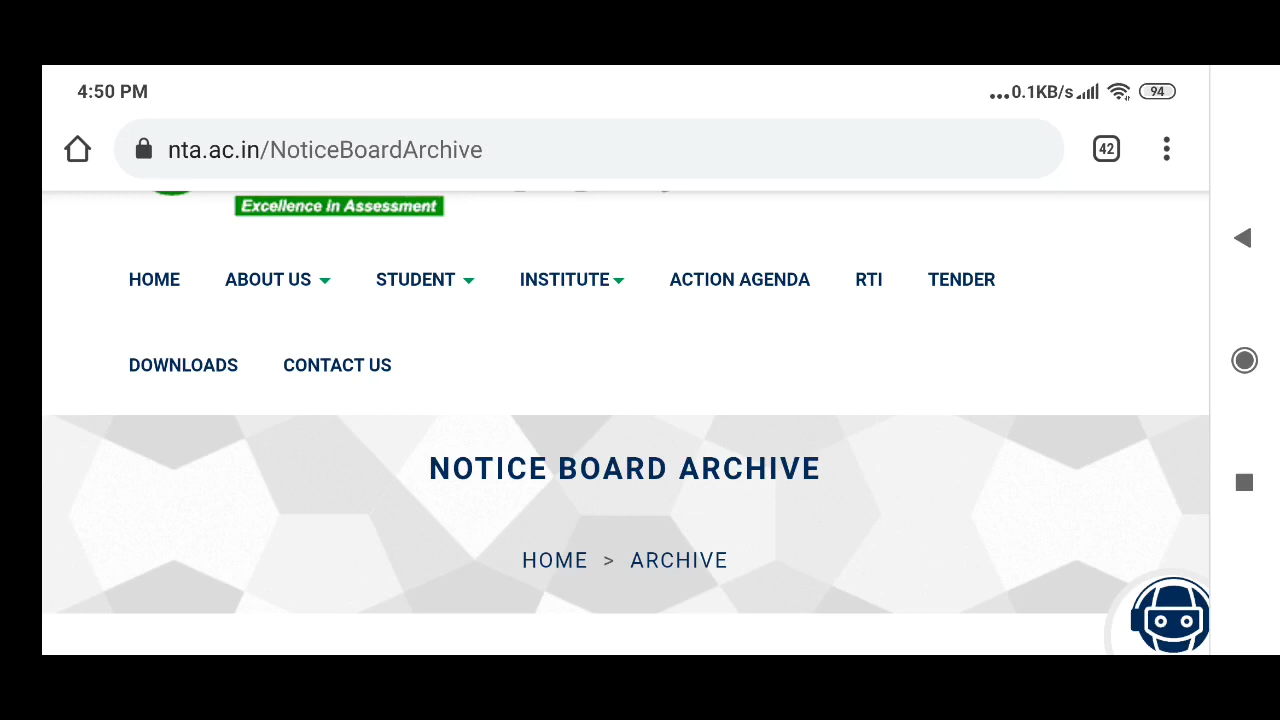 4:50 PM
...0.1KB/s 94
nta.ac.in/NoticeBoardArchive 42
Excellence in Assessment
HOME ABOUT US STUDENT INSTITUTE ACTION AGENDA RTI TENDER
DOWNLOADS CONTACT US
NOTICE BOARD ARCHIVE
HOME > ARCHIVE